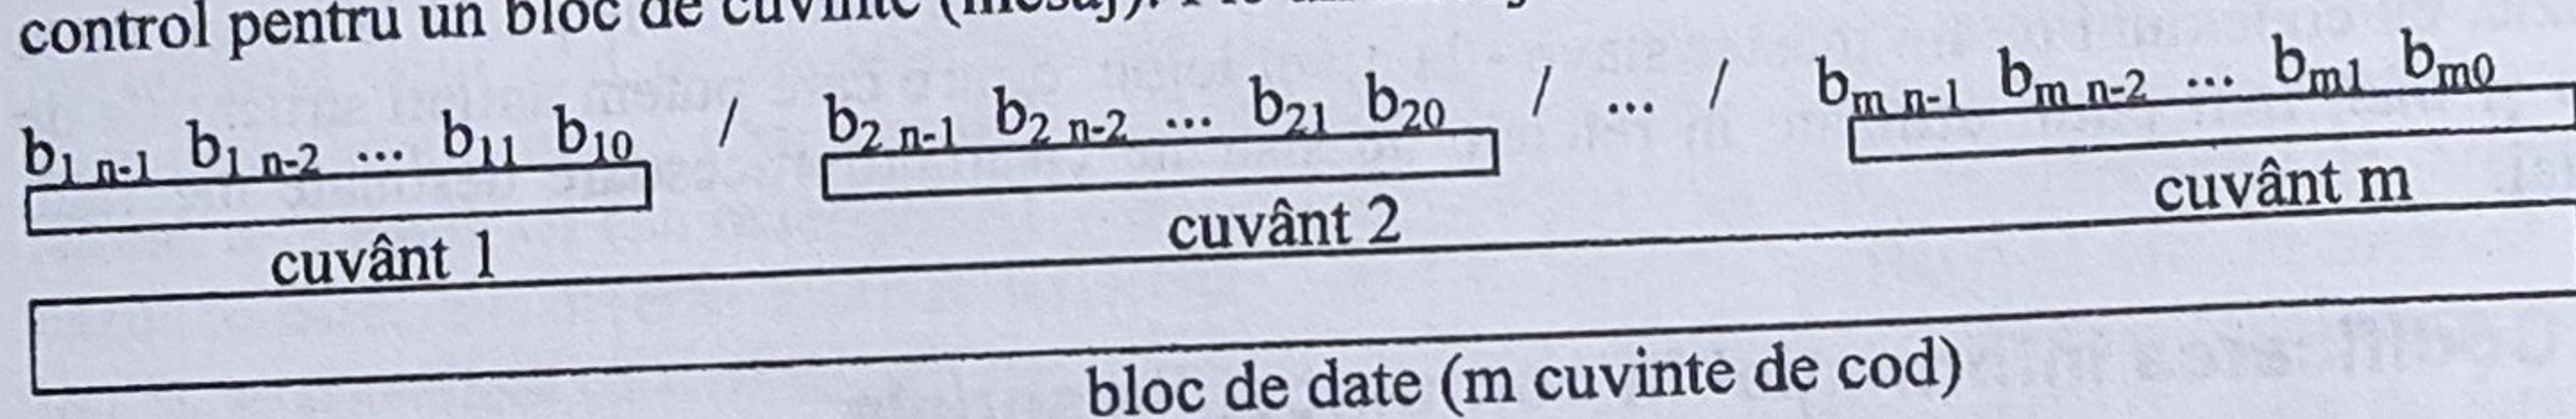 control pentru un bloc de cuvinte (mesaj).
b1 n-1 b1 n-2 ... b11 b10 / b2 n-1 b2 n-2 ... b21 b20 / ... / bm n-1 bm n-2 ... bm1 bm0
cuvânt 1 cuvânt 2 cuvânt m
bloc de date (m cuvinte de cod)